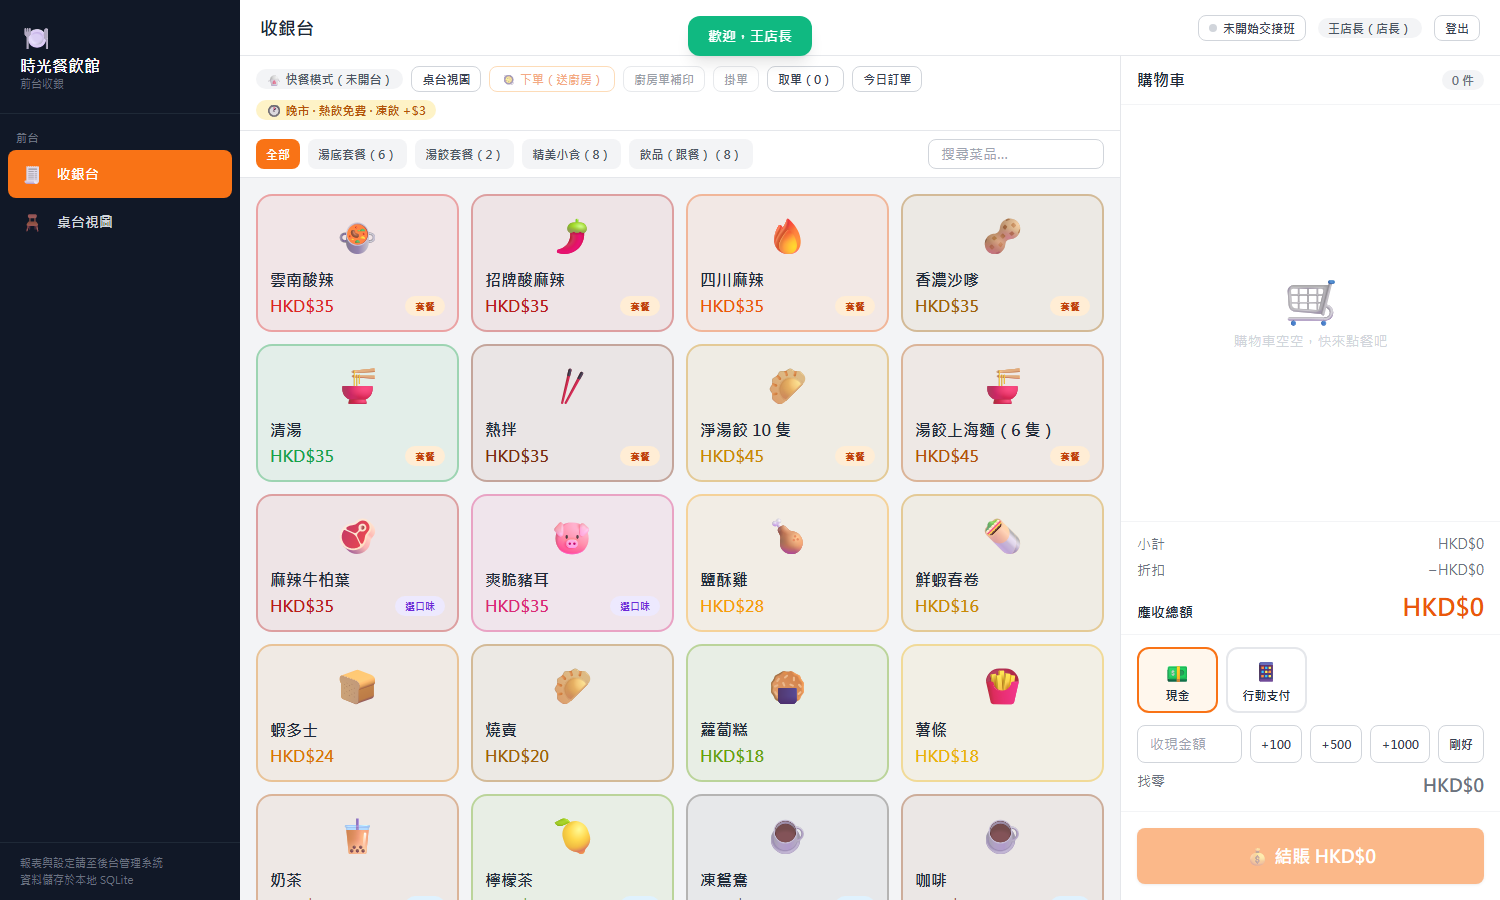 時光餐飲館
前台收銀
前台
收銀台
桌台視圖
報表與設定請至後台管理系統
資料儲存於本地 SQLite
收銀台
歡迎，王店長
未開始交接班
王店長（店長）
登出
快餐模式（未開台）
桌台視圖
下單（送廚房）
廚房單補印
掛單
取單（0）
今日訂單
晚市 · 熱飲免費 · 凍飲 +$3
全部
湯底套餐（6）
湯餃套餐（2）
精美小食（8）
飲品（跟餐）（8）
搜尋菜品...
雲南酸辣
HKD$35
套餐
招牌酸麻辣
HKD$35
套餐
四川麻辣
HKD$35
套餐
香濃沙嗲
HKD$35
套餐
清湯
HKD$35
套餐
熱拌
HKD$35
套餐
淨湯餃 10 隻
HKD$45
套餐
湯餃上海麵（6 隻）
HKD$45
套餐
麻辣牛柏葉
HKD$35
選口味
爽脆豬耳
HKD$35
選口味
鹽酥雞
HKD$28
鮮蝦春卷
HKD$16
蝦多士
HKD$24
燒賣
HKD$20
蘿蔔糕
HKD$18
薯條
HKD$18
奶茶
檸檬茶
凍鴛鴦
咖啡
購物車
0 件
購物車空空，快來點餐吧
小計
HKD$0
折扣
−HKD$0
應收總額
HKD$0
現金
行動支付
收現金額
+100
+500
+1000
剛好
找零
HKD$0
結賬 HKD$0